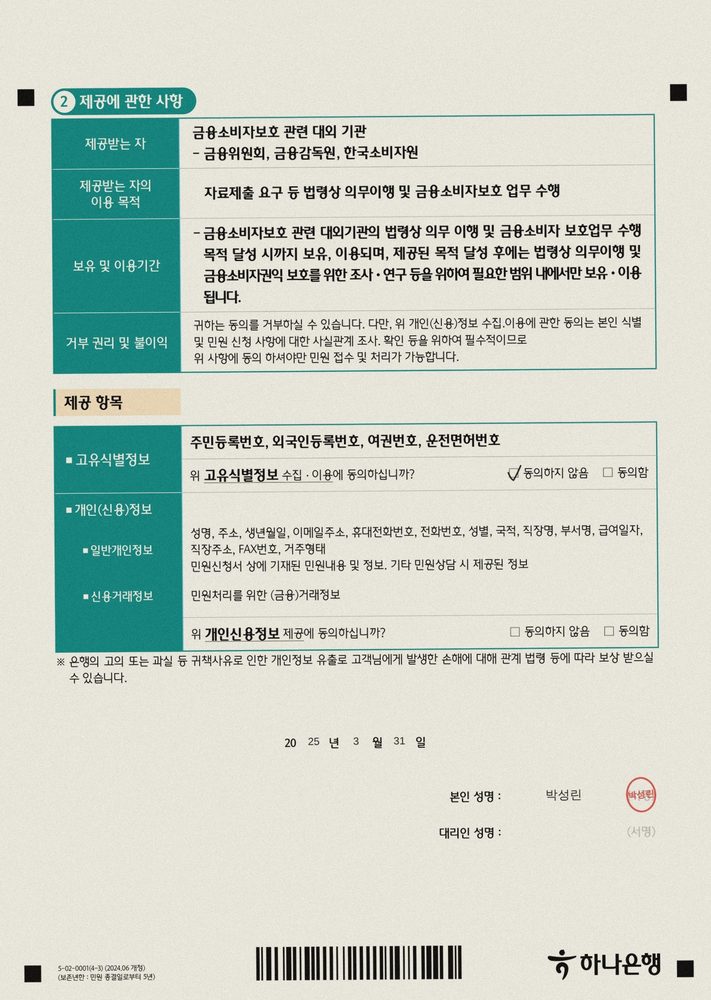 2 제공에 관한 사항
제공받는 자
금융소비자보호 관련 대외 기관
- 금융위원회, 금융감독원, 한국소비자원
제공받는 자의
이용 목적
자료제출 요구 등 법령상 의무이행 및 금융소비자보호 업무 수행
보유 및 이용기간
- 금융소비자보호 관련 대외기관의 법령상 의무 이행 및 금융소비자 보호업무 수행
목적 달성 시까지 보유, 이용되며, 제공된 목적 달성 후에는 법령상 의무이행 및
금융소비자권익 보호를 위한 조사・연구 등을 위하여 필요한 범위 내에서만 보유・이용
됩니다.
거부 권리 및 불이익
귀하는 동의를 거부하실 수 있습니다. 다만, 위 개인(신용)정보 수집.이용에 관한 동의는 본인 식별
및 민원 신청 사항에 대한 사실관계 조사. 확인 등을 위하여 필수적이므로
위 사항에 동의 하셔야만 민원 접수 및 처리가 가능합니다.
제공 항목
■ 고유식별정보
주민등록번호, 외국인등록번호, 여권번호, 운전면허번호
위 고유식별정보 수집 · 이용에 동의하십니까? ☑ 동의하지 않음 □ 동의함
■ 개인(신용)정보
■ 일반개인정보
성명, 주소, 생년월일, 이메일주소, 휴대전화번호, 전화번호, 성별, 국적, 직장명, 부서명, 급여일자,
직장주소, FAX번호, 거주형태
민원신청서 상에 기재된 민원내용 및 정보. 기타 민원상담 시 제공된 정보
■ 신용거래정보
민원처리를 위한 (금융)거래정보
위 개인신용정보 제공에 동의하십니까? □ 동의하지 않음 □ 동의함
※ 은행의 고의 또는 과실 등 귀책사유로 인한 개인정보 유출로 고객님에게 발생한 손해에 대해 관계 법령 등에 따라 보상 받으실
수 있습니다.
20 25 년 3 월 31 일
본인 성명 : 박성린 박성린
대리인 성명 : (서명)
5-02-0001(4-3) (2024.06 개정)
(보존년한 : 민원 종결일로부터 5년)
하나은행